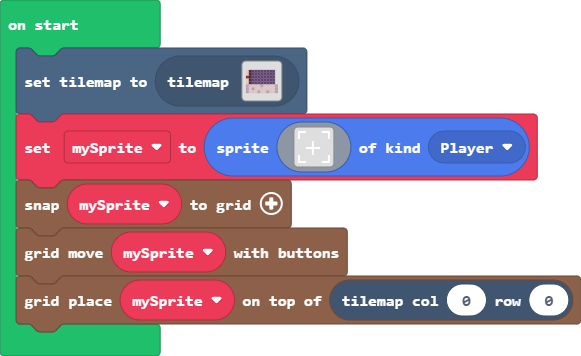 on start
set tilemap to tilemap
set mySprite to sprite of kind Player
snap mySprite to grid
grid move mySprite with buttons
grid place mySprite on top of tilemap col 0 row 0